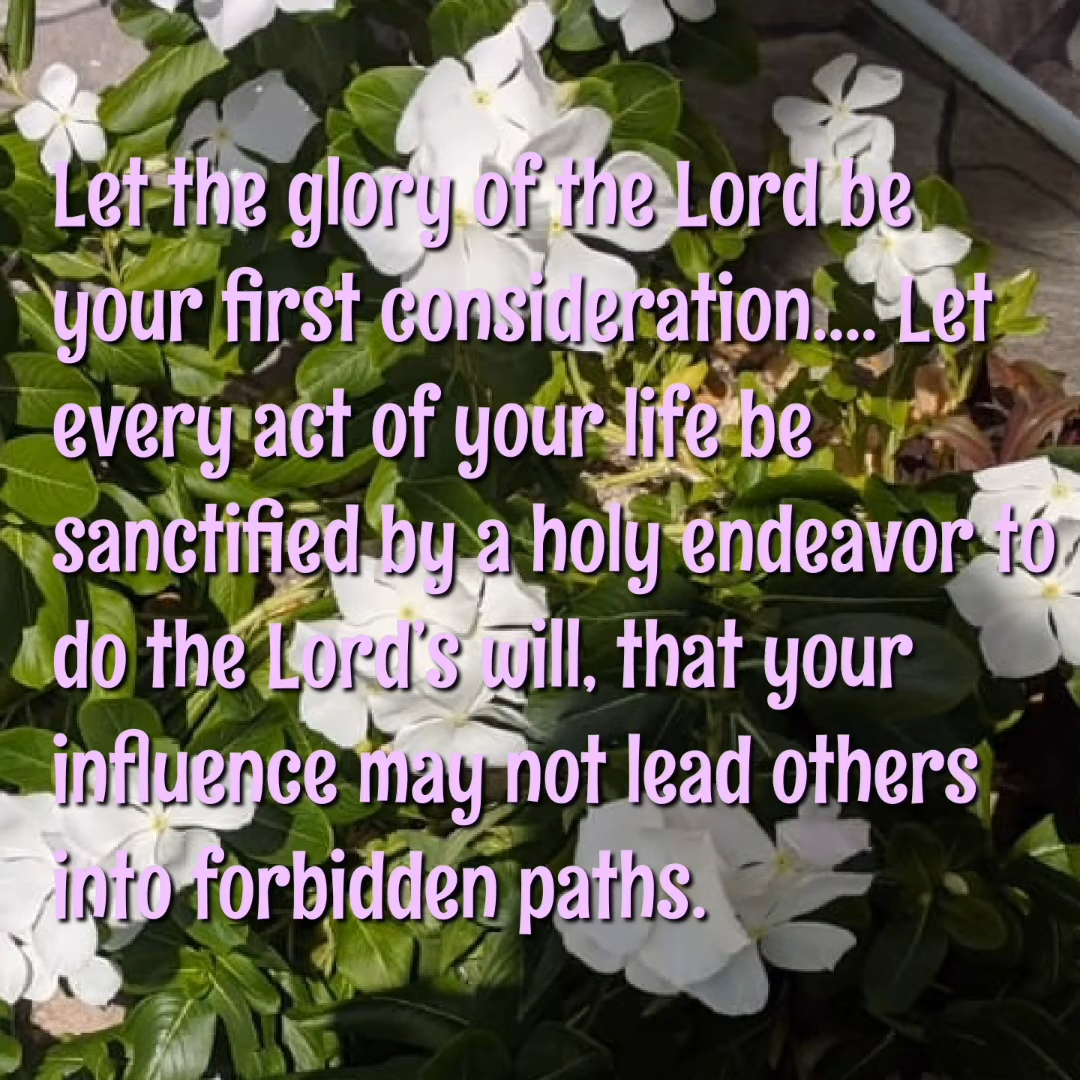 Let the glory of the Lord be
your first consideration.... Let
every act of your life be
sanctified by a holy endeavor to
do the Lord's will, that your
influence may not lead others
into forbidden paths.